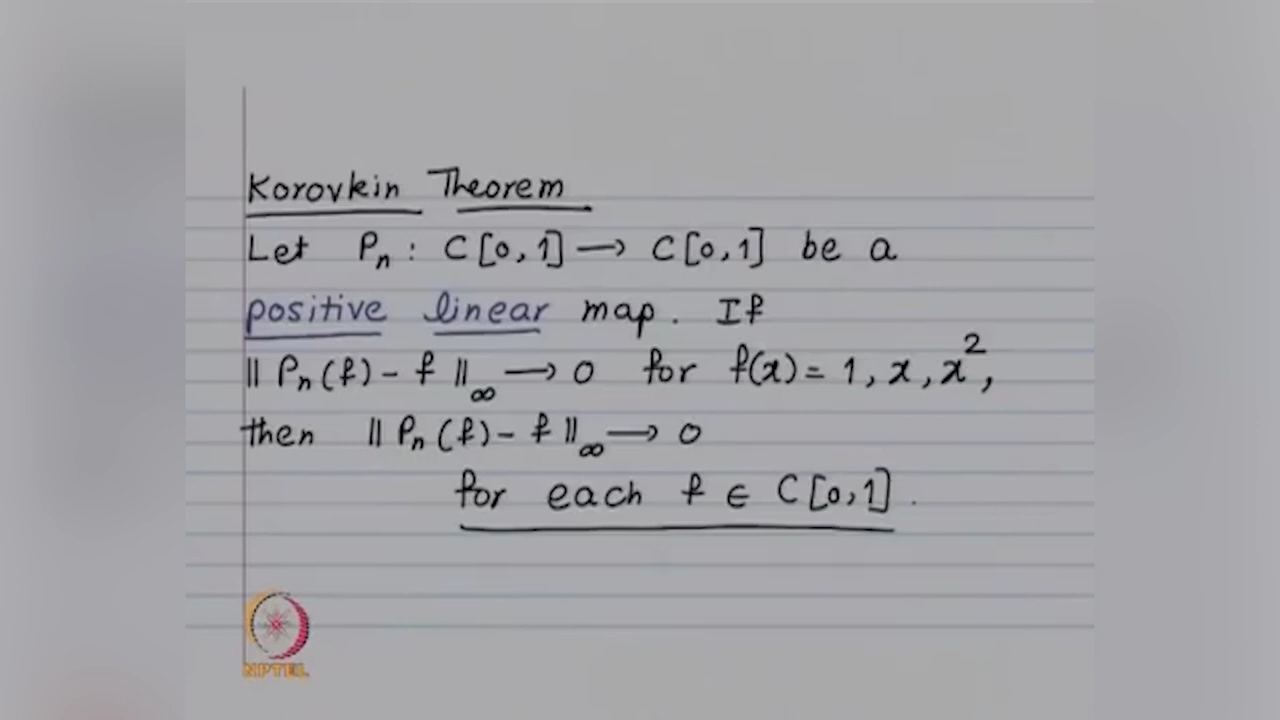 Korovkin Theorem
Let Pₙ : C[0,1] → C[0,1] be a
positive linear map. If
‖ Pₙ(f) - f ‖∞ → 0 for f(x) = 1, x, x²,
then ‖ Pₙ(f) - f ‖∞ → 0
for each f ∈ C[0,1].
NPTEL